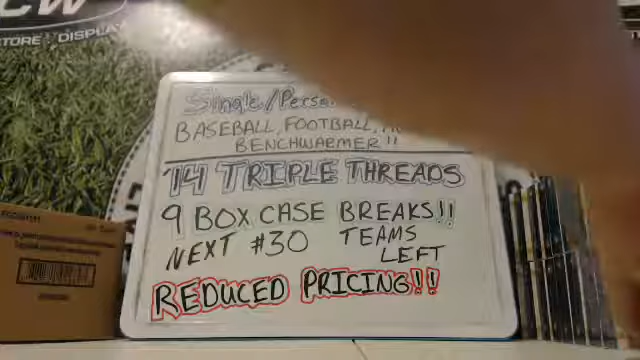 CW
STORE DISPLAY
Single/Perso
BASEBALL, FOOTBALL,
BENCHWARMER!!
'14 TRIPLE THREADS
9 BOX CASE BREAKS!!
NEXT #30 TEAMS
LEFT
REDUCED PRICING!!